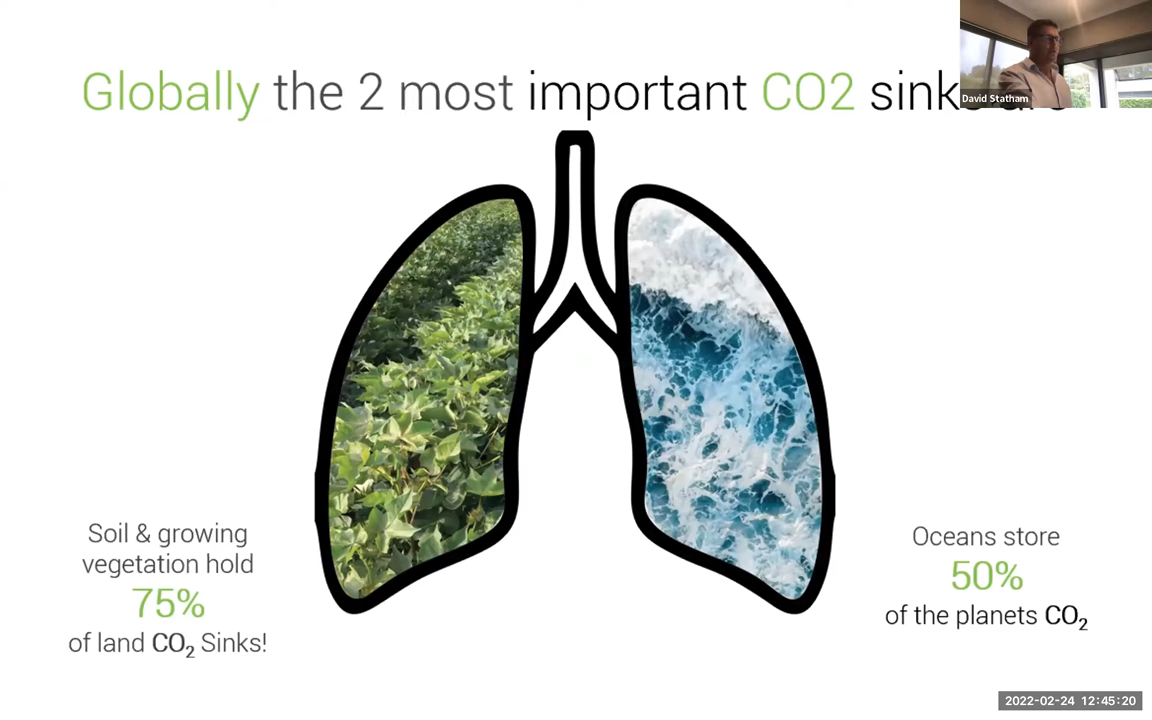 Globally the 2 most important CO2 sinks
David Statham
Soil & growing
vegetation hold
75%
of land CO₂ Sinks!
Oceans store
50%
of the planets CO₂
2022-02-24 12:45:20